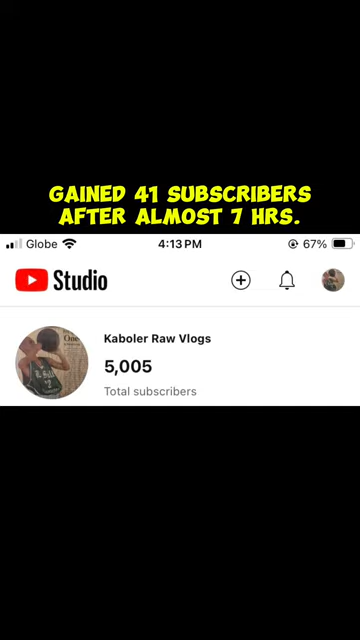 GAINED 41 SUBSCRIBERS
AFTER ALMOST 7 HRS.
Globe 4:13 PM 67%
Studio
Kaboler Raw Vlogs
5,005
Total subscribers